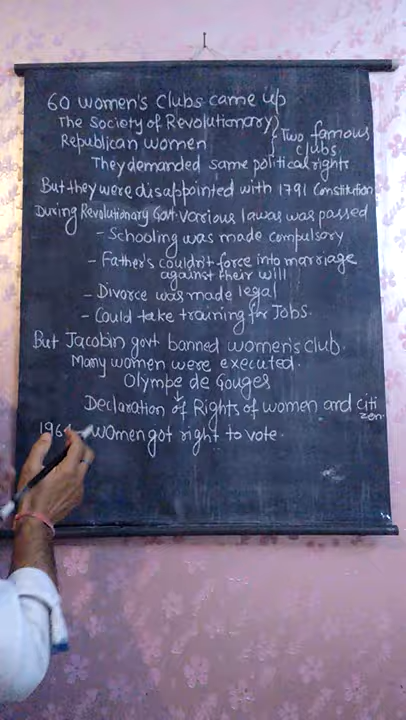 60 women's Clubs came up
The Society of Revolutionary
Republican women
Two famous
clubs.
They demanded same political rights
But they were disappointed with 1791 Constitution
During Revolutionary Govt various lawas was passed
- Schooling was made compulsory
- Father's couldn't force into marriage
against their will
- Divorce was made legal
- Could take training for Jobs.
But Jacobin govt banned women's club.
Many women were executed.
Olympe de Gouges
Declaration of Rights of women and citi
zen.
women got right to vote.